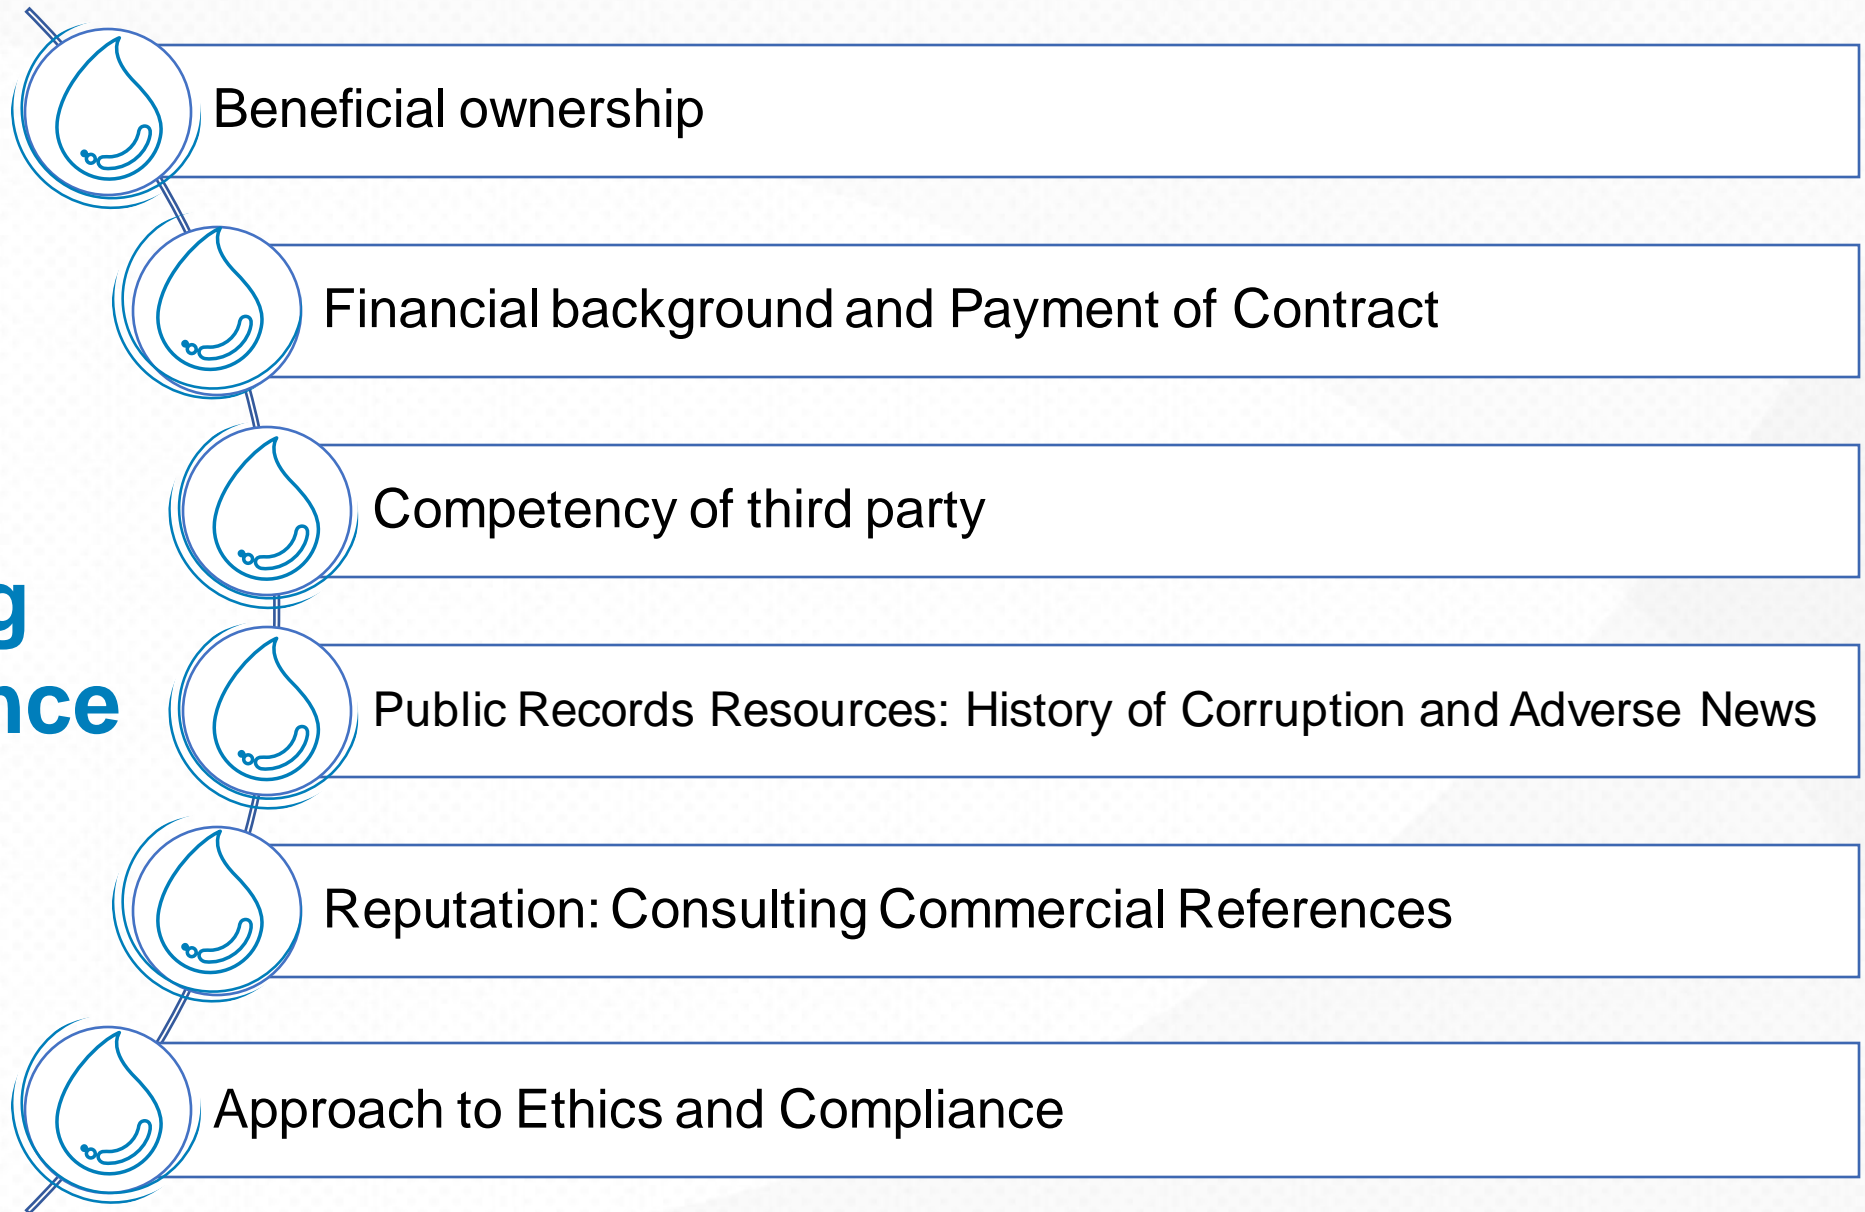 Beneficial ownership
Financial background and Payment of Contract
Competency of third party
Public Records Resources: History of Corruption and Adverse News
Reputation: Consulting Commercial References
Approach to Ethics and Compliance